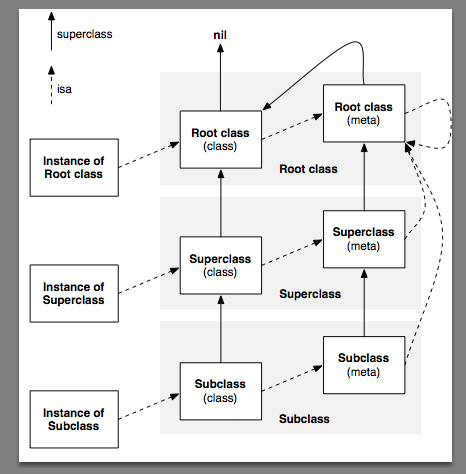 superclass
nil
isa
Root class
(meta)
Root class
(class)
Instance of
Root class
Root class
Superclass
(meta)
Superclass
(class)
Instance of
Superclass
Superclass
Subclass
(meta)
Subclass
(class)
Instance of
Subclass
Subclass